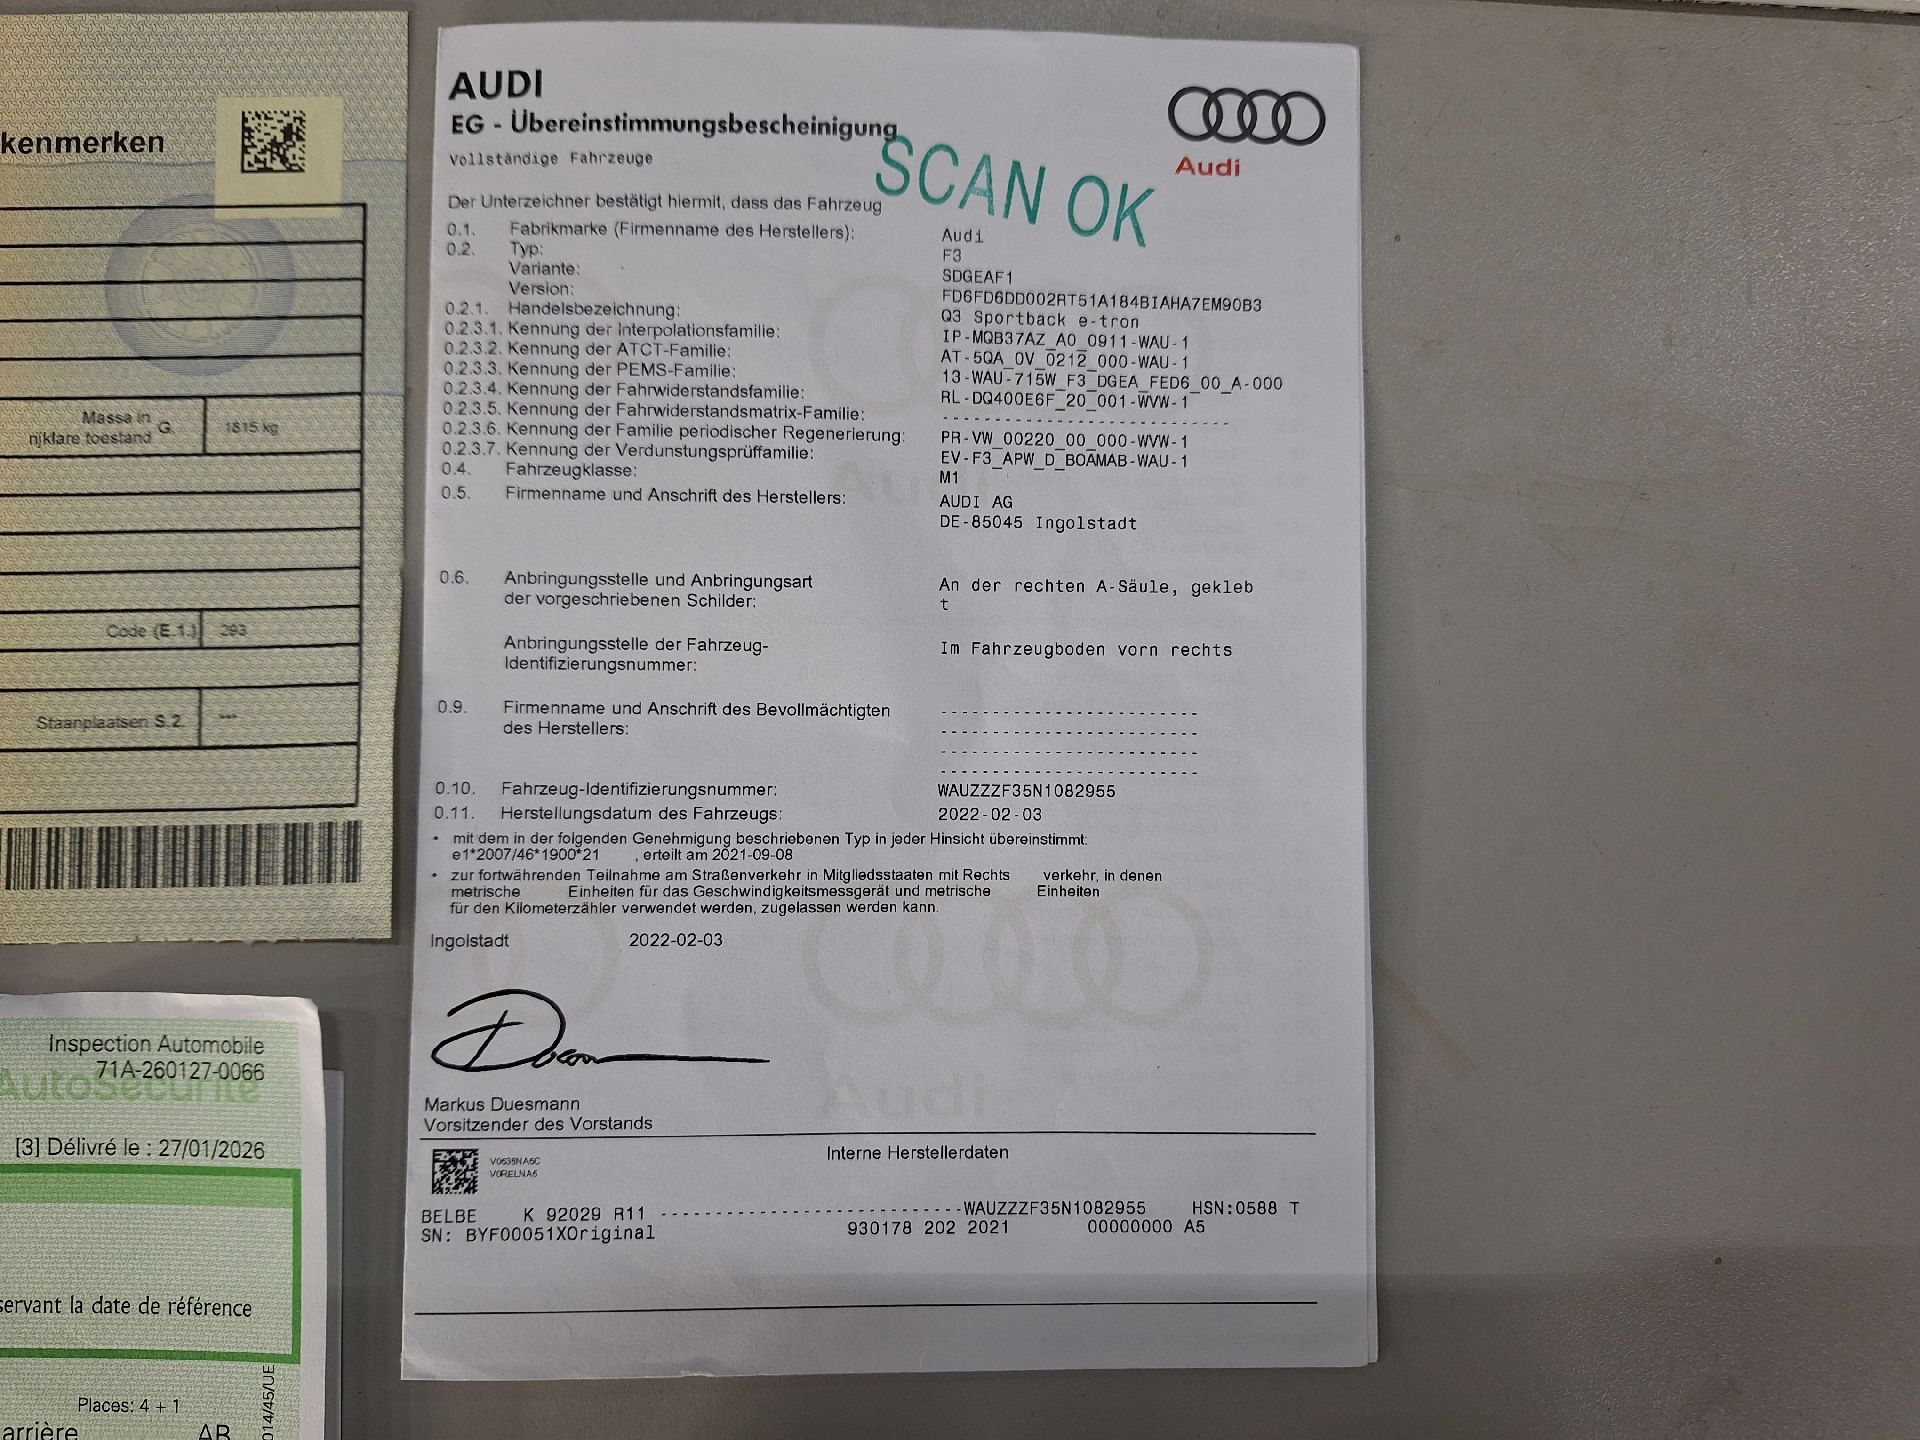 kenmerken
Massa in
rijklare toestand G. 1815 kg
Code (E.1.) 293
Staanplaatsen S.2. ***
Inspection Automobile
71A-260127-0066
AutoSécurité
[3] Délivré le : 27/01/2026
servant la date de référence
Places: 4 + 1
arrière AB
014/45/UE
AUDI
EG - Übereinstimmungsbescheinigung
Vollständige Fahrzeuge
Audi
SCAN OK
Der Unterzeichner bestätigt hiermit, dass das Fahrzeug
0.1. Fabrikmarke (Firmenname des Herstellers): Audi
0.2. Typ: F3
Variante: SDGEAF1
Version: FD6FD6DD002RT51A184BIAHA7EM90B3
0.2.1. Handelsbezeichnung: Q3 Sportback e-tron
0.2.3.1. Kennung der Interpolationsfamilie: IP-MQB37AZ_A0_0911-WAU-1
0.2.3.2. Kennung der ATCT-Familie: AT-5QA_0V_0212_000-WAU-1
0.2.3.3. Kennung der PEMS-Familie: 13-WAU-715W_F3_DGEA_FED6_00_A-000
0.2.3.4. Kennung der Fahrwiderstandsfamilie: RL-DQ400E6F_20_001-WVW-1
0.2.3.5. Kennung der Fahrwiderstandsmatrix-Familie: ---------------------------
0.2.3.6. Kennung der Familie periodischer Regenerierung: PR-VW_00220_00_000-WVW-1
0.2.3.7. Kennung der Verdunstungsprüffamilie: EV-F3_APW_D_BOAMAB-WAU-1
0.4. Fahrzeugklasse: M1
0.5. Firmenname und Anschrift des Herstellers: AUDI AG
DE-85045 Ingolstadt
0.6. Anbringungsstelle und Anbringungsart An der rechten A-Säule, gekleb
der vorgeschriebenen Schilder: t
Anbringungsstelle der Fahrzeug- Im Fahrzeugboden vorn rechts
Identifizierungsnummer:
0.9. Firmenname und Anschrift des Bevollmächtigten -------------------------
des Herstellers: -------------------------
-------------------------
-------------------------
0.10. Fahrzeug-Identifizierungsnummer: WAUZZZF35N1082955
0.11. Herstellungsdatum des Fahrzeugs: 2022-02-03
• mit dem in der folgenden Genehmigung beschriebenen Typ in jeder Hinsicht übereinstimmt:
e1*2007/46*1900*21 , erteilt am 2021-09-08
• zur fortwährenden Teilnahme am Straßenverkehr in Mitgliedsstaaten mit Rechts verkehr, in denen
metrische Einheiten für das Geschwindigkeitsmessgerät und metrische Einheiten
für den Kilometerzähler verwendet werden, zugelassen werden kann.
Ingolstadt 2022-02-03
Markus Duesmann
Vorsitzender des Vorstands
V0638NA6C
V0RELNA6
Interne Herstellerdaten
BELBE K 92029 R11 -----------------------------WAUZZZF35N1082955 HSN:0588 T
SN: BYF00051XOriginal 930178 202 2021 00000000 A5